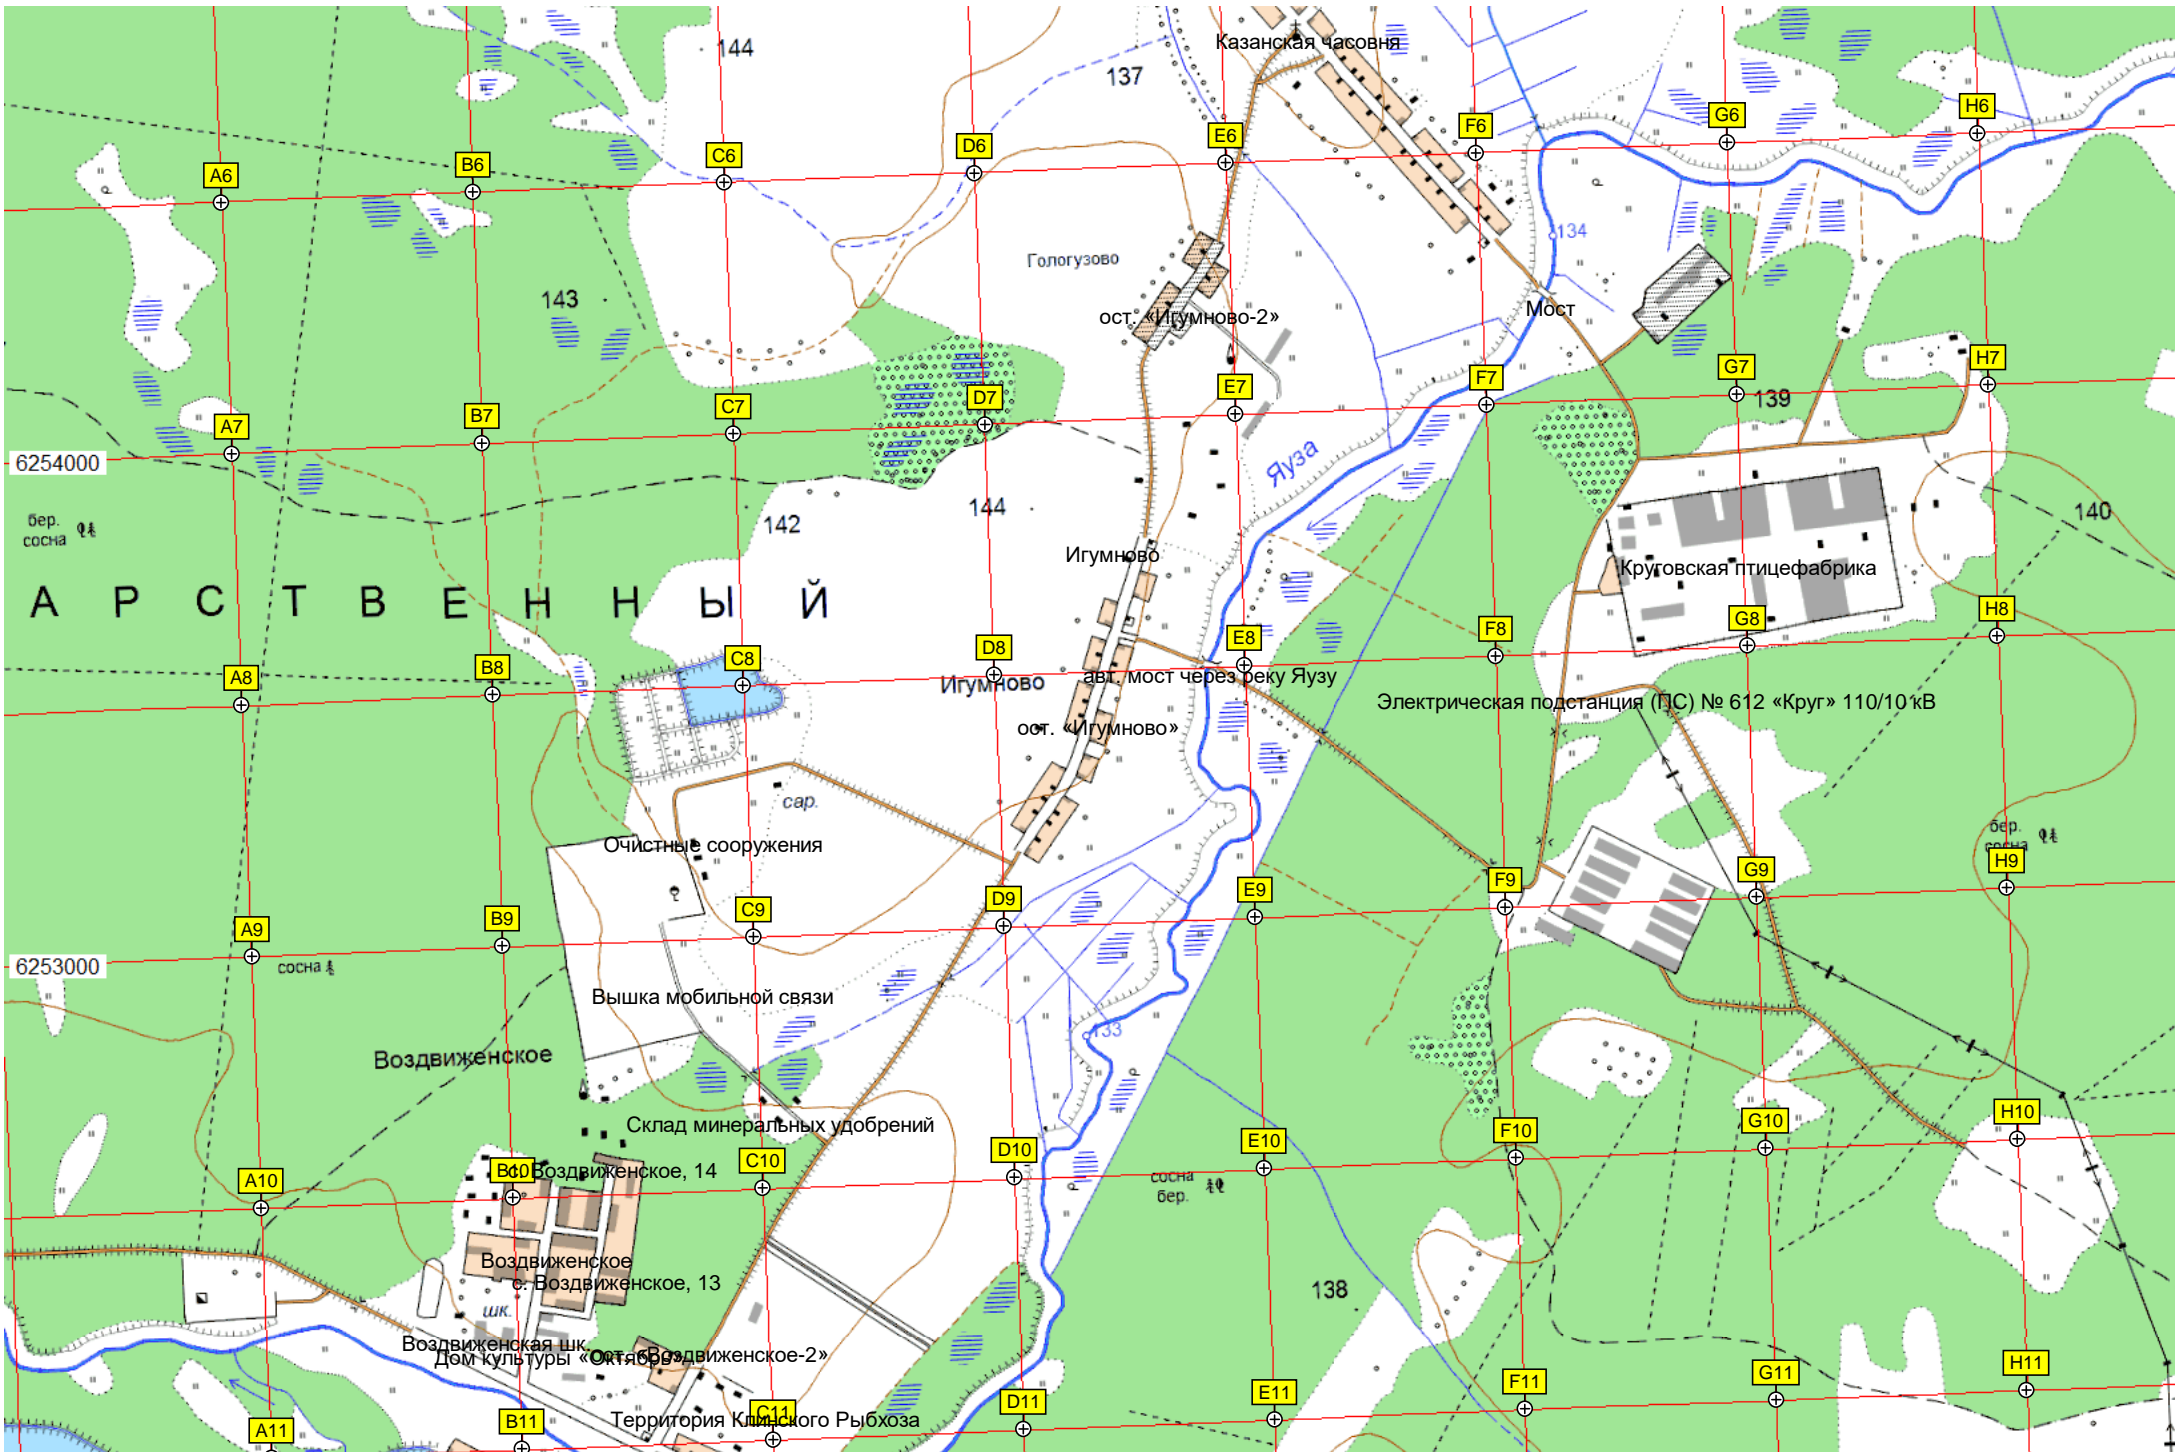 Казанская часовня
144
137
H6
G6
F6
E6
D6
C6
B6
A6
134
Гологузово
143
Мост
ост. «Игумново-2»
H7
G7
F7
E7
D7
C7
B7
A7
139
6254000
Яуза
144
142
140
бер.
сосна
Игумново
Круговская птицефабрика
А Р С Т В Е Н Н Ы Й
H8
G8
F8
E8
D8
C8
B8
A8
Игумново
авт. мост через реку Яузу
Электрическая подстанция (ПС) № 612 «Круг» 110/10 кВ
ост. «Игумново»
сар.
Очистные сооружения
бер.
сосна
H9
G9
F9
E9
D9
C9
B9
A9
6253000
сосна
Вышка мобильной связи
133
Воздвиженское
Склад минеральных удобрений
H10
G10
F10
E10
D10
C10
B10
A10
с. Воздвиженское, 14
сосна
бер.
Воздвиженское
с. Воздвиженское, 13
138
шк.
Воздвиженская шк.
Дом культуры «Октябрь»
ост. «Воздвиженское-2»
H11
G11
F11
E11
D11
C11
B11
A11
Территория Клинского Рыбхоза